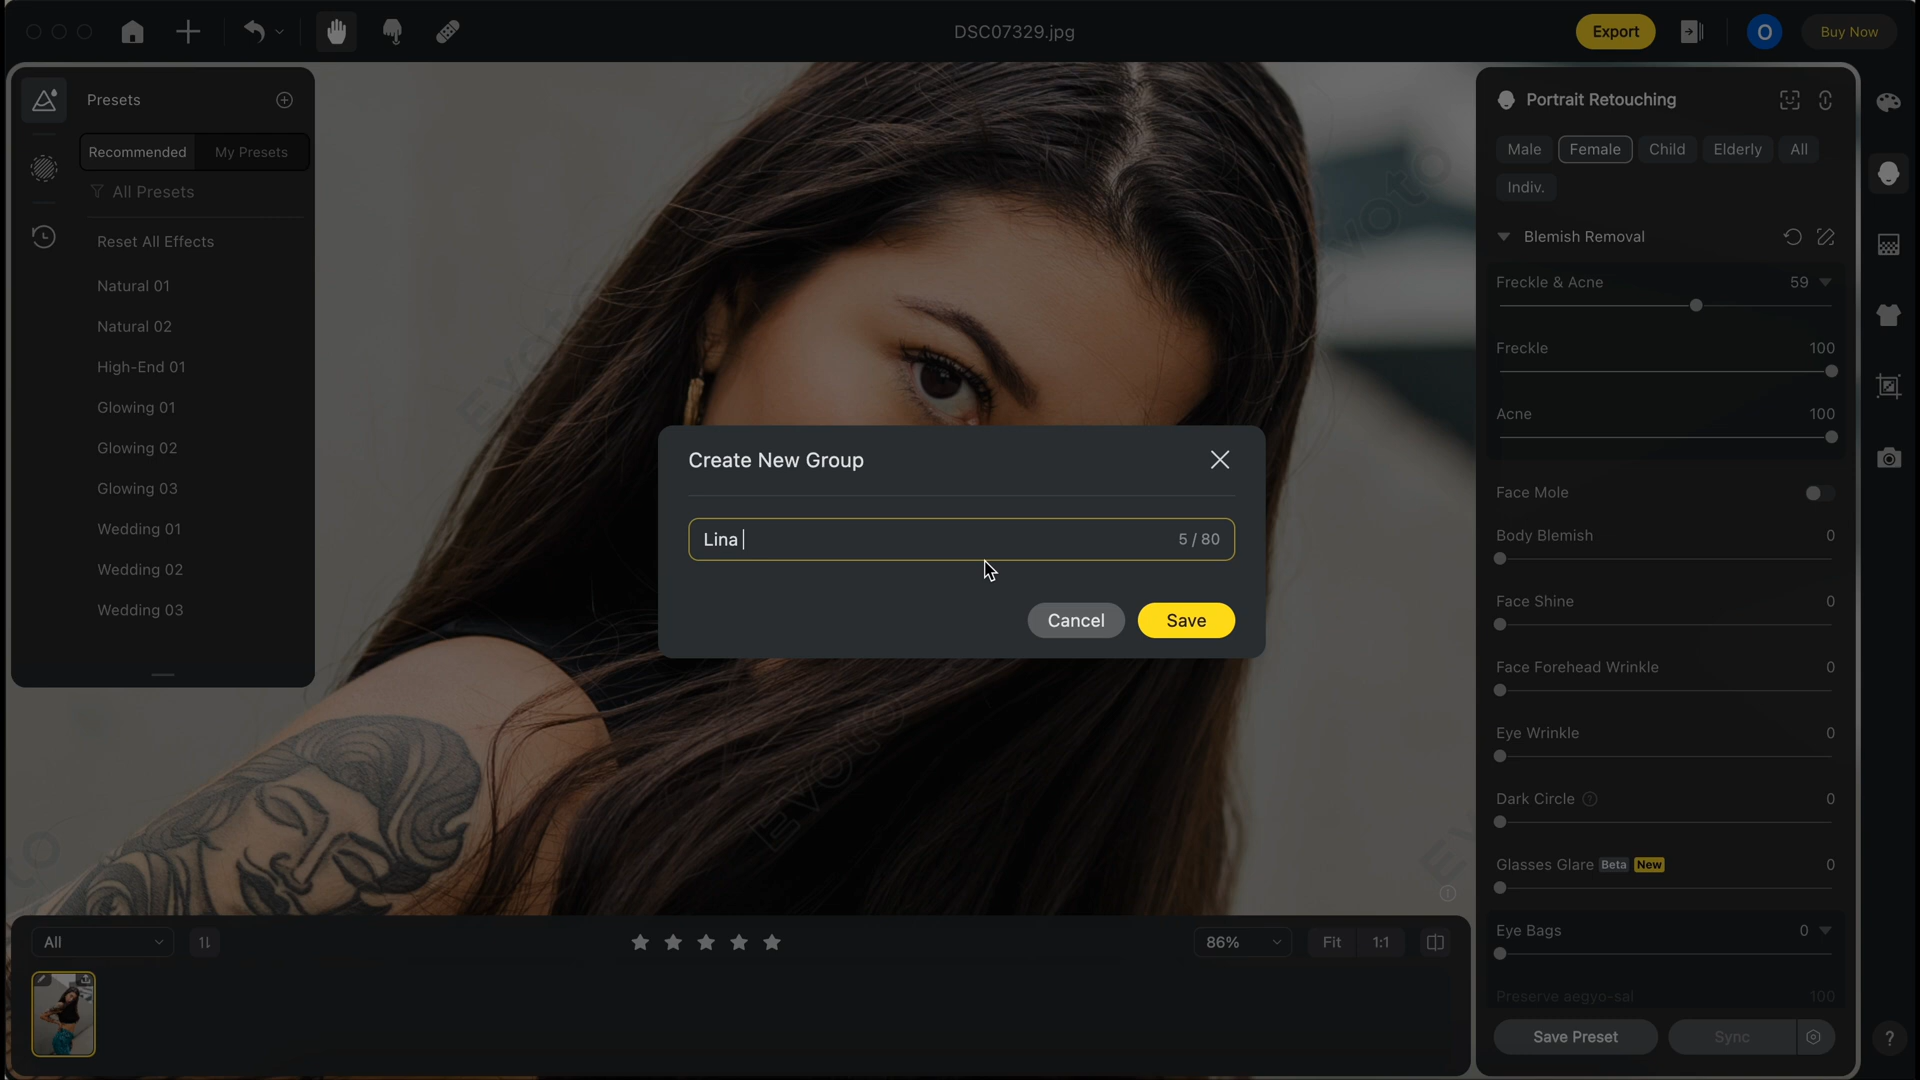 DSC07329.jpg
Export
O
Buy Now
Presets
Recommended
My Presets
All Presets
Reset All Effects
Natural 01
Natural 02
High-End 01
Glowing 01
Glowing 02
Glowing 03
Wedding 01
Wedding 02
Wedding 03
Evoto
Evoto
Evoto
Create New Group
Lina
5 / 80
Cancel
Save
Portrait Retouching
Male
Female
Child
Elderly
All
Indiv.
Blemish Removal
Freckle & Acne 59
Freckle 100
Acne 100
Face Mole
Body Blemish 0
Face Shine 0
Face Forehead Wrinkle 0
Eye Wrinkle 0
Dark Circle ? 0
Glasses Glare Beta New 0
Eye Bags 0
Preserve aegyo-sal 100
Save Preset
Sync
?
All
86%
Fit
1:1